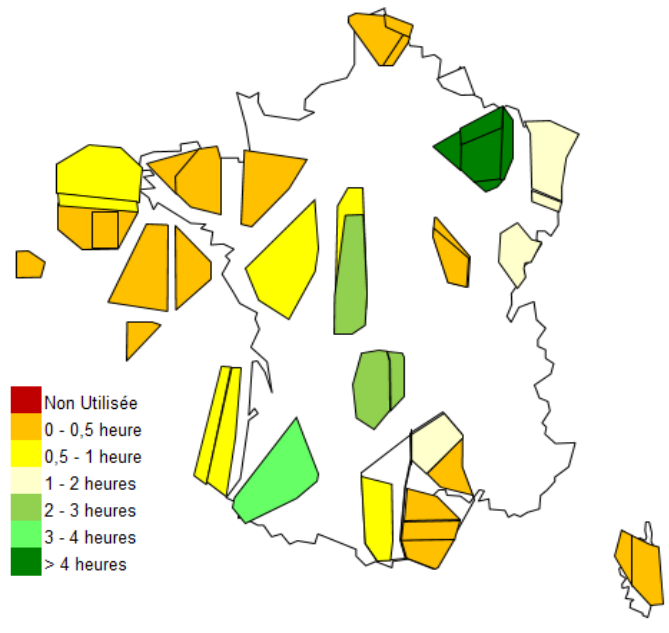 Non Utilisée
0 - 0,5 heure
0,5 - 1 heure
1 - 2 heures
2 - 3 heures
3 - 4 heures
> 4 heures